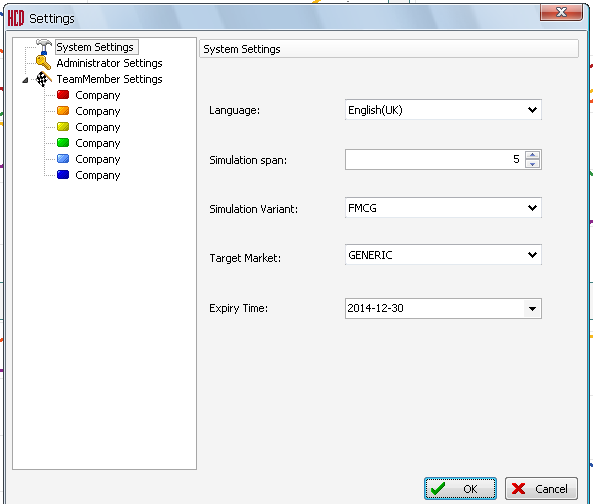 HCD Settings
System Settings
Administrator Settings
TeamMember Settings
Company
Company
Company
Company
Company
Company
System Settings
Language: English(UK)
Simulation span: 5
Simulation Variant: FMCG
Target Market: GENERIC
Expiry Time: 2014-12-30
OK Cancel